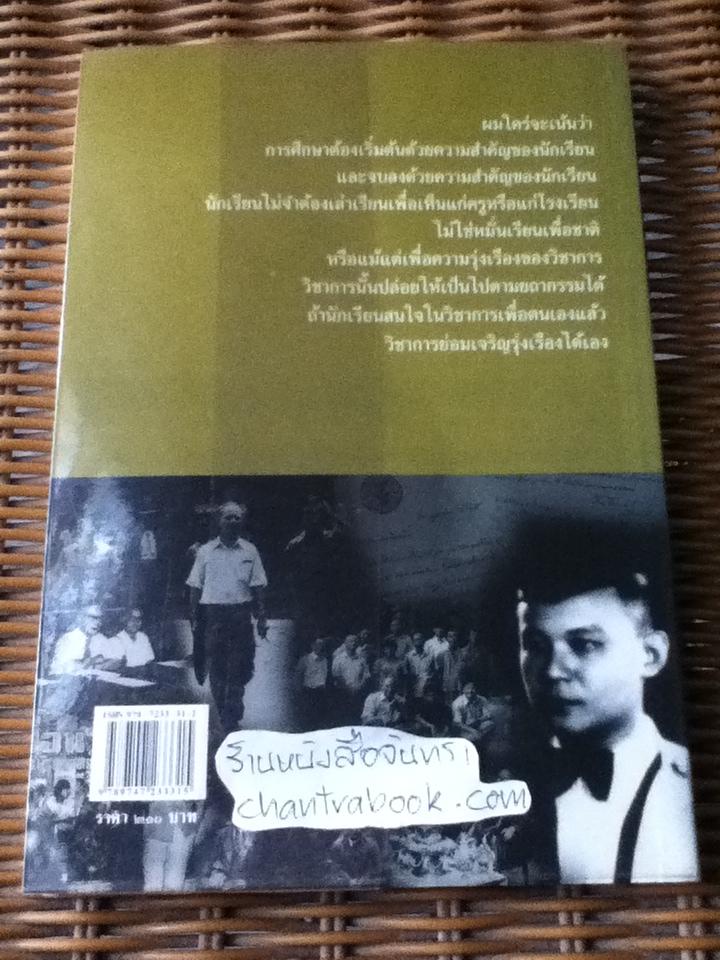 ผมใคร่จะเน้นว่า
การศึกษาต้องเริ่มต้นด้วยความสำคัญของนักเรียน
และจบลงด้วยความสำคัญของนักเรียน
นักเรียนไม่จำต้องเล่าเรียนเพื่อเห็นแก่ครูหรือแก่โรงเรียน
ไม่ใช่หมั่นเรียนเพื่อชาติ
หรือแม้แต่เพื่อความรุ่งเรืองของวิชาการ
วิชาการนั้นปล่อยให้เป็นไปตามยถากรรมได้
ถ้านักเรียนสนใจในวิชาการเพื่อตนเองแล้ว
วิชาการย่อมเจริญรุ่งเรืองได้เอง
9789747233315
ราคา ๒๑๐ บาท
ร้านหนังสือจันทรา
chantrabook.com